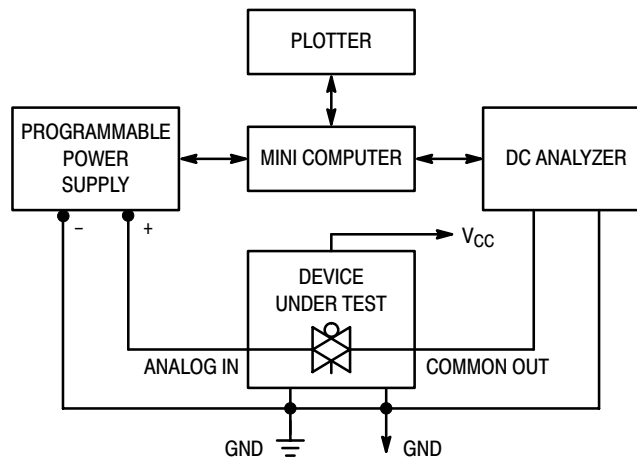 PLOTTER
PROGRAMMABLE
POWER
SUPPLY
MINI COMPUTER
DC ANALYZER
–
+
VCC
DEVICE
UNDER TEST
ANALOG IN
COMMON OUT
GND
GND